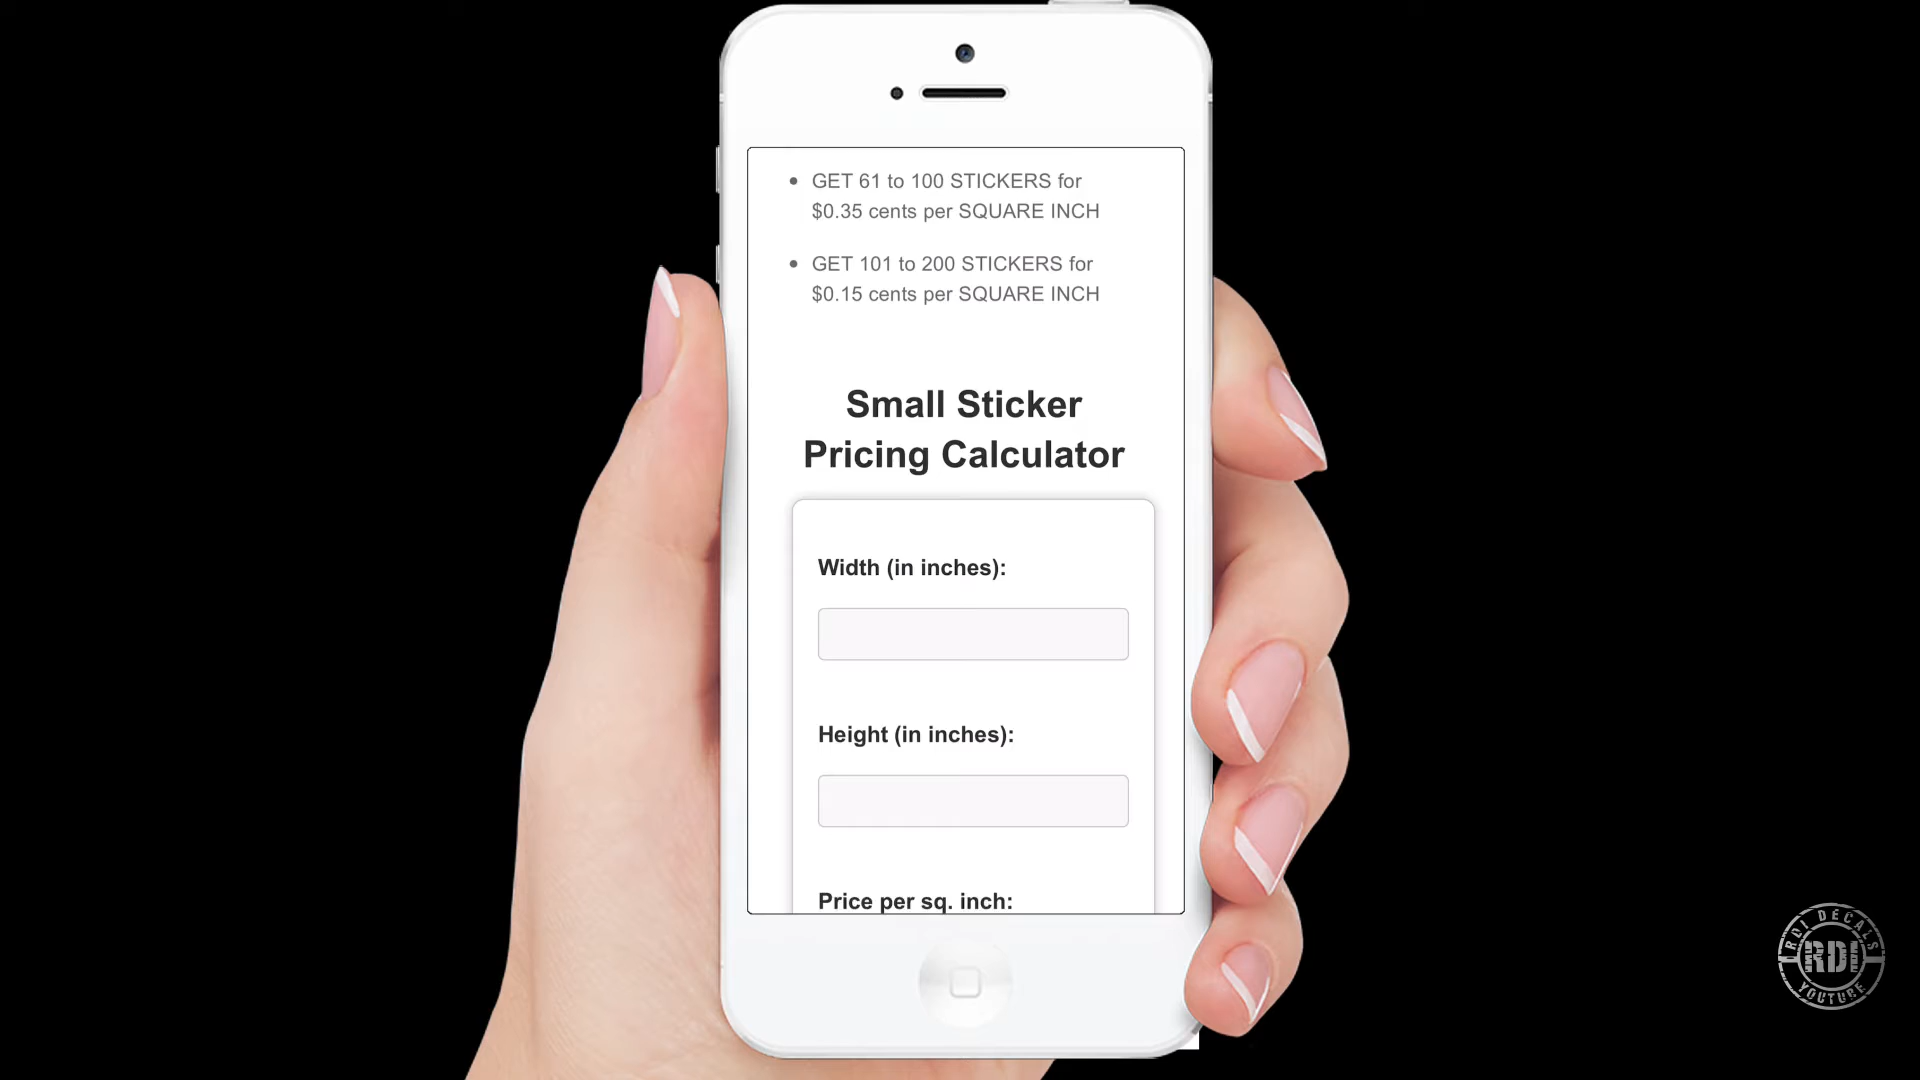 GET 61 to 100 STICKERS for
$0.35 cents per SQUARE INCH
GET 101 to 200 STICKERS for
$0.15 cents per SQUARE INCH
Small Sticker
Pricing Calculator
Width (in inches):
Height (in inches):
Price per sq. inch:
RDI DECALS
RDI
YOUTUBE